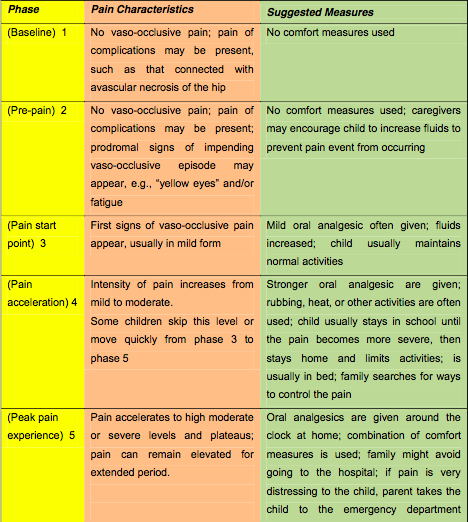 Phase Pain Characteristics Suggested Measures
(Baseline) 1
No vaso-occlusive pain; pain of
complications may be present,
such as that connected with
avascular necrosis of the hip
No comfort measures used
(Pre-pain) 2
No vaso-occlusive pain; pain of
complications may be present;
prodromal signs of impending
vaso-occlusive episode may
appear, e.g., "yellow eyes" and/or
fatigue
No comfort measures used; caregivers
may encourage child to increase fluids to
prevent pain event from occurring
(Pain start
point) 3
First signs of vaso-occlusive pain
appear, usually in mild form
Mild oral analgesic often given; fluids
increased; child usually maintains
normal activities
(Pain
acceleration) 4
Intensity of pain increases from
mild to moderate.
Some children skip this level or
move quickly from phase 3 to
phase 5
Stronger oral analgesic are given;
rubbing, heat, or other activities are often
used; child usually stays in school until
the pain becomes more severe, then
stays home and limits activities; is
usually in bed; family searches for ways
to control the pain
(Peak pain
experience) 5
Pain accelerates to high moderate
or severe levels and plateaus;
pain can remain elevated for
extended period.
Oral analgesics are given around the
clock at home; combination of comfort
measures is used; family might avoid
going to the hospital; if pain is very
distressing to the child, parent takes the
child to the emergency department